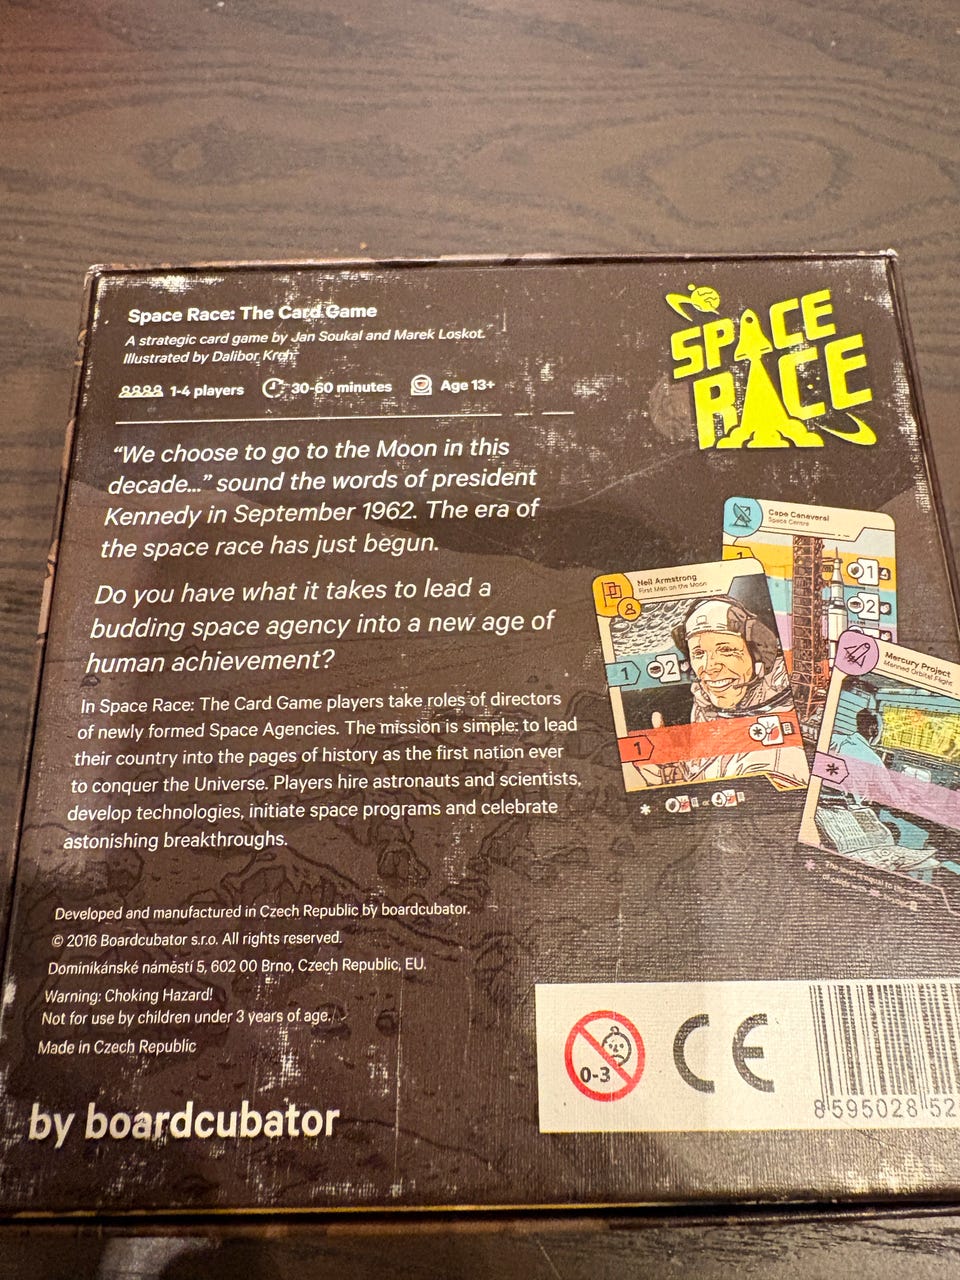 Space Race: The Card Game
A strategic card game by Jan Soukal and Marek Loskot.
Illustrated by Dalibor Krch
1-4 players 30-60 minutes Age 13+
SPACE
RACE
“We choose to go to the Moon in this
decade...” sound the words of president
Kennedy in September 1962. The era of
the space race has just begun.
Do you have what it takes to lead a
budding space agency into a new age of
human achievement?
In Space Race: The Card Game players take roles of directors
of newly formed Space Agencies. The mission is simple: to lead
their country into the pages of history as the first nation ever
to conquer the Universe. Players hire astronauts and scientists,
develop technologies, initiate space programs and celebrate
astonishing breakthroughs.
Cape Canaveral
Space Centre
1
1
2
Neil Armstrong
First Man on the Moon
1 2
1 *
*
Mercury Project
Manned Orbital Flight
*
Developed and manufactured in Czech Republic by boardcubator.
© 2016 Boardcubator s.r.o. All rights reserved.
Dominikánské náměstí 5, 602 00 Brno, Czech Republic, EU.
Warning: Choking Hazard!
Not for use by children under 3 years of age.
Made in Czech Republic
by boardcubator
0-3 CE
8 595028 52